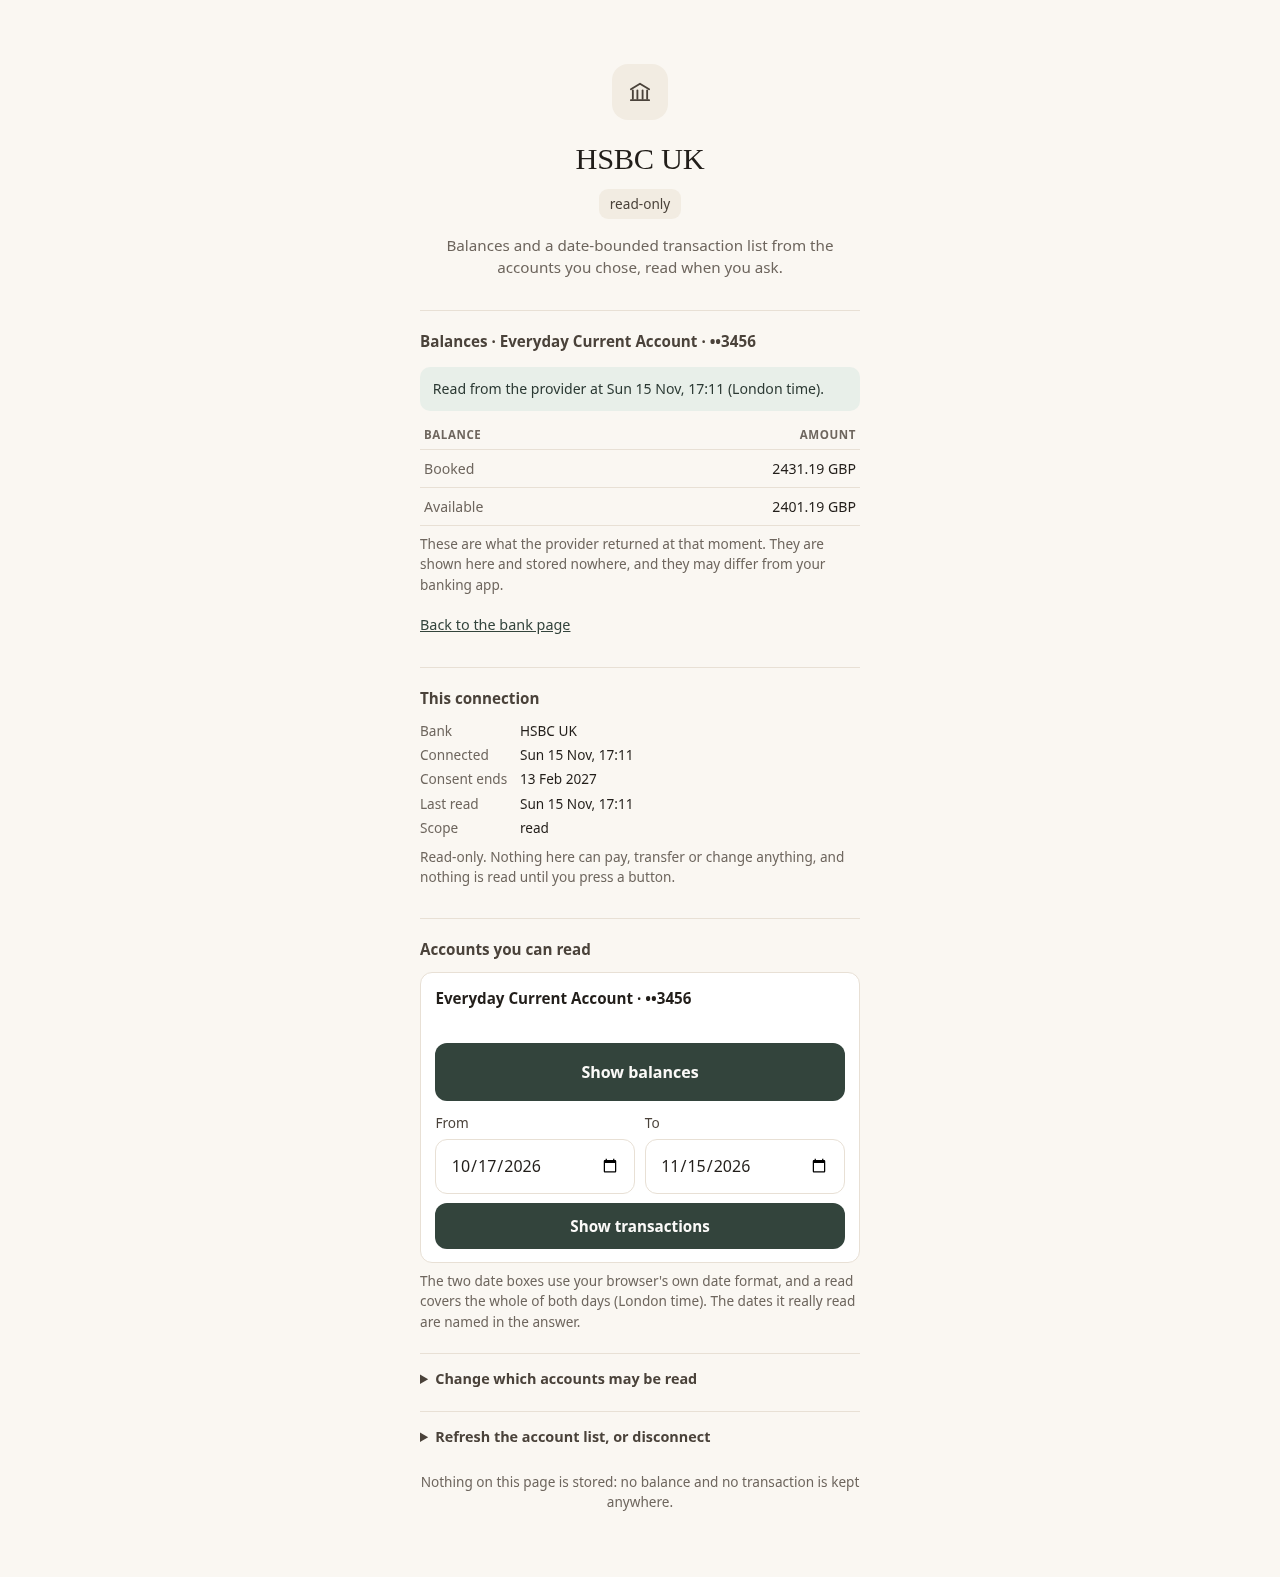 HSBC UK
read-only
Balances and a date-bounded transaction list from the
accounts you chose, read when you ask.
Balances · Everyday Current Account · ••3456
Read from the provider at Sun 15 Nov, 17:11 (London time).
BALANCE AMOUNT
Booked 2431.19 GBP
Available 2401.19 GBP
These are what the provider returned at that moment. They are
shown here and stored nowhere, and they may differ from your
banking app.
Back to the bank page
This connection
Bank HSBC UK
Connected Sun 15 Nov, 17:11
Consent ends 13 Feb 2027
Last read Sun 15 Nov, 17:11
Scope read
Read-only. Nothing here can pay, transfer or change anything, and
nothing is read until you press a button.
Accounts you can read
Everyday Current Account · ••3456
Show balances
From To
10/17/2026 11/15/2026
Show transactions
The two date boxes use your browser's own date format, and a read
covers the whole of both days (London time). The dates it really read
are named in the answer.
Change which accounts may be read
Refresh the account list, or disconnect
Nothing on this page is stored: no balance and no transaction is kept
anywhere.